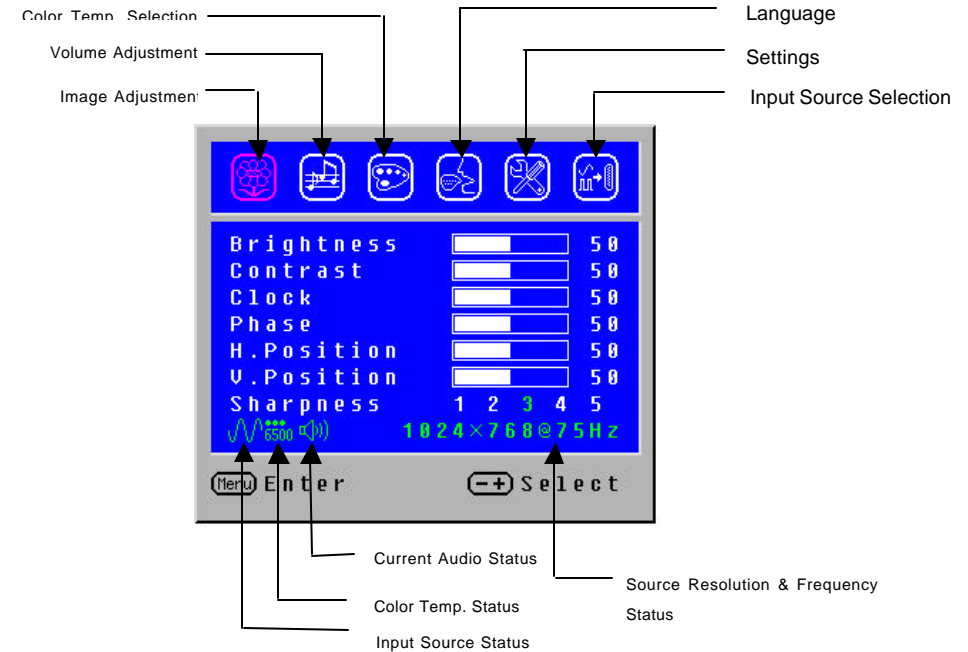 Color Temp. Selection
Language
Volume Adjustment
Settings
Image Adjustment
Input Source Selection
Brightness 50
Contrast 50
Clock 50
Phase 50
H.Position 50
V.Position 50
Sharpness 1 2 3 4 5
6500 1024×768@75Hz
Menu Enter - + Select
Current Audio Status
Source Resolution & Frequency
Status
Color Temp. Status
Input Source Status